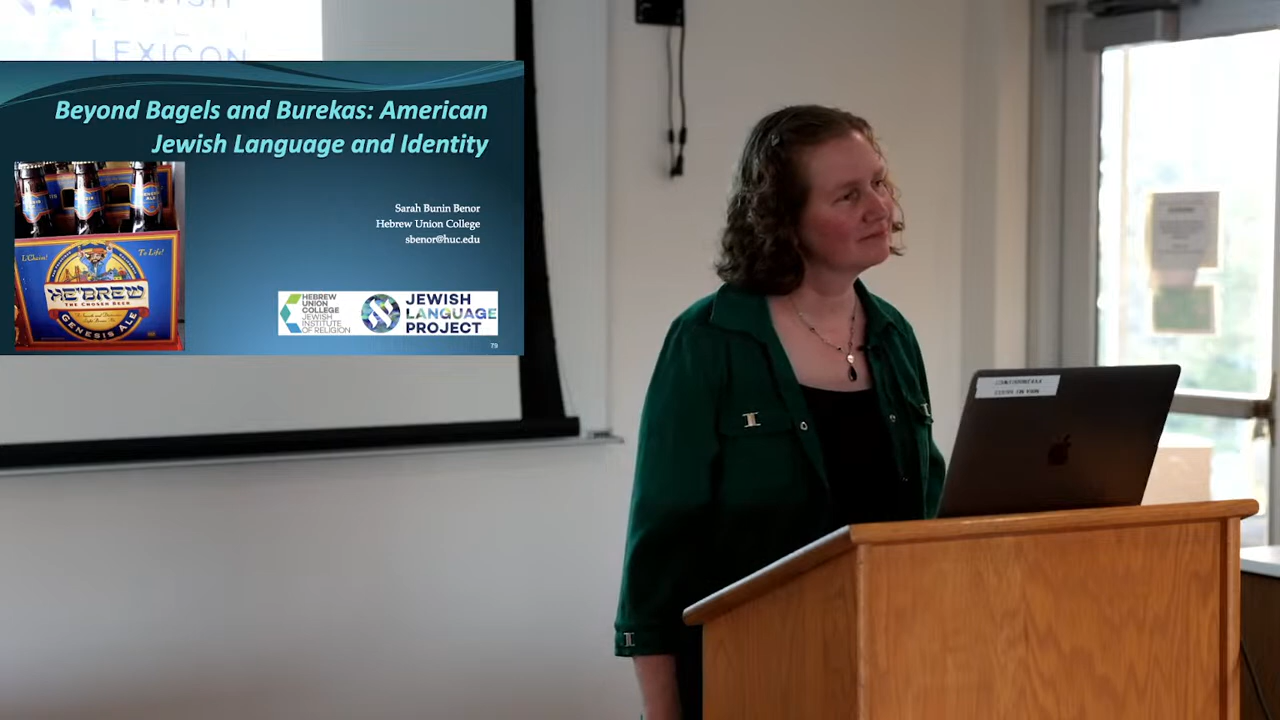 LEXICON
Beyond Bagels and Burekas: American
Jewish Language and Identity
Sarah Bunin Benor
Hebrew Union College
sbenor@huc.edu
L'Chaim!
To Life!
HE'BREW
THE CHOSEN BEER
GENESIS ALE
HEBREW
UNION
COLLEGE
JEWISH
INSTITUTE
OF RELIGION
JEWISH
LANGUAGE
PROJECT
79